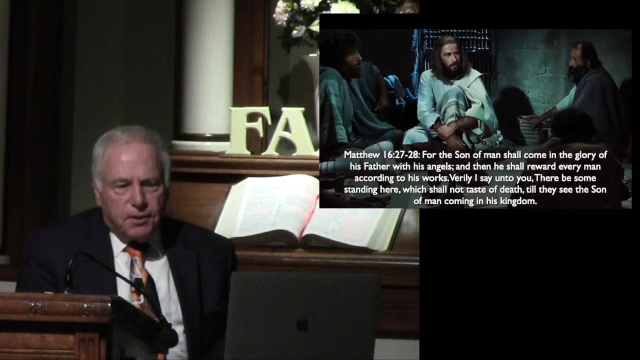 FA
Matthew 16:27-28: For the Son of man shall come in the glory of
his Father with his angels; and then he shall reward every man
according to his works. Verily I say unto you, There be some
standing here, which shall not taste of death, till they see the Son
of man coming in his kingdom.